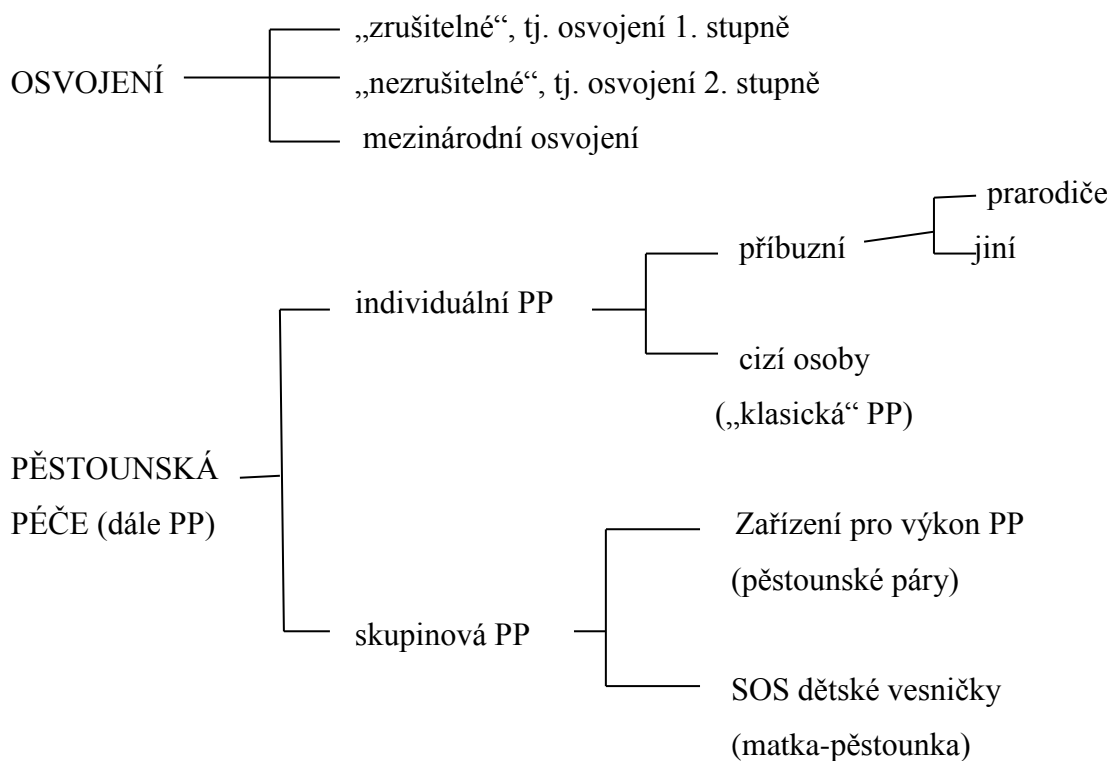 „zrušitelné“, tj. osvojení 1. stupně
OSVOJENÍ
„nezrušitelné“, tj. osvojení 2. stupně
mezinárodní osvojení
prarodiče
příbuzní
jiní
individuální PP
cizí osoby
(„klasická“ PP)
PĚSTOUNSKÁ
PÉČE (dále PP)
Zařízení pro výkon PP
(pěstounské páry)
skupinová PP
SOS dětské vesničky
(matka-pěstounka)